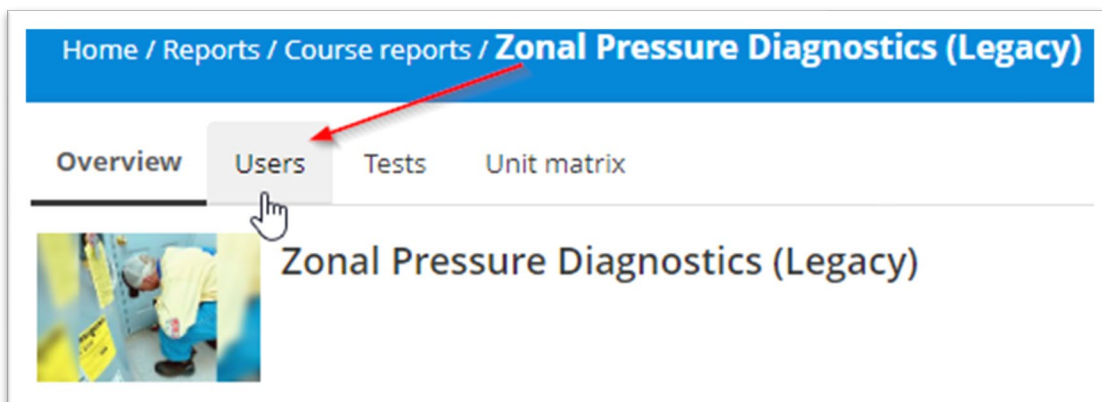 Home / Reports / Course reports / Zonal Pressure Diagnostics (Legacy)
Overview Users Tests Unit matrix
Zonal Pressure Diagnostics (Legacy)